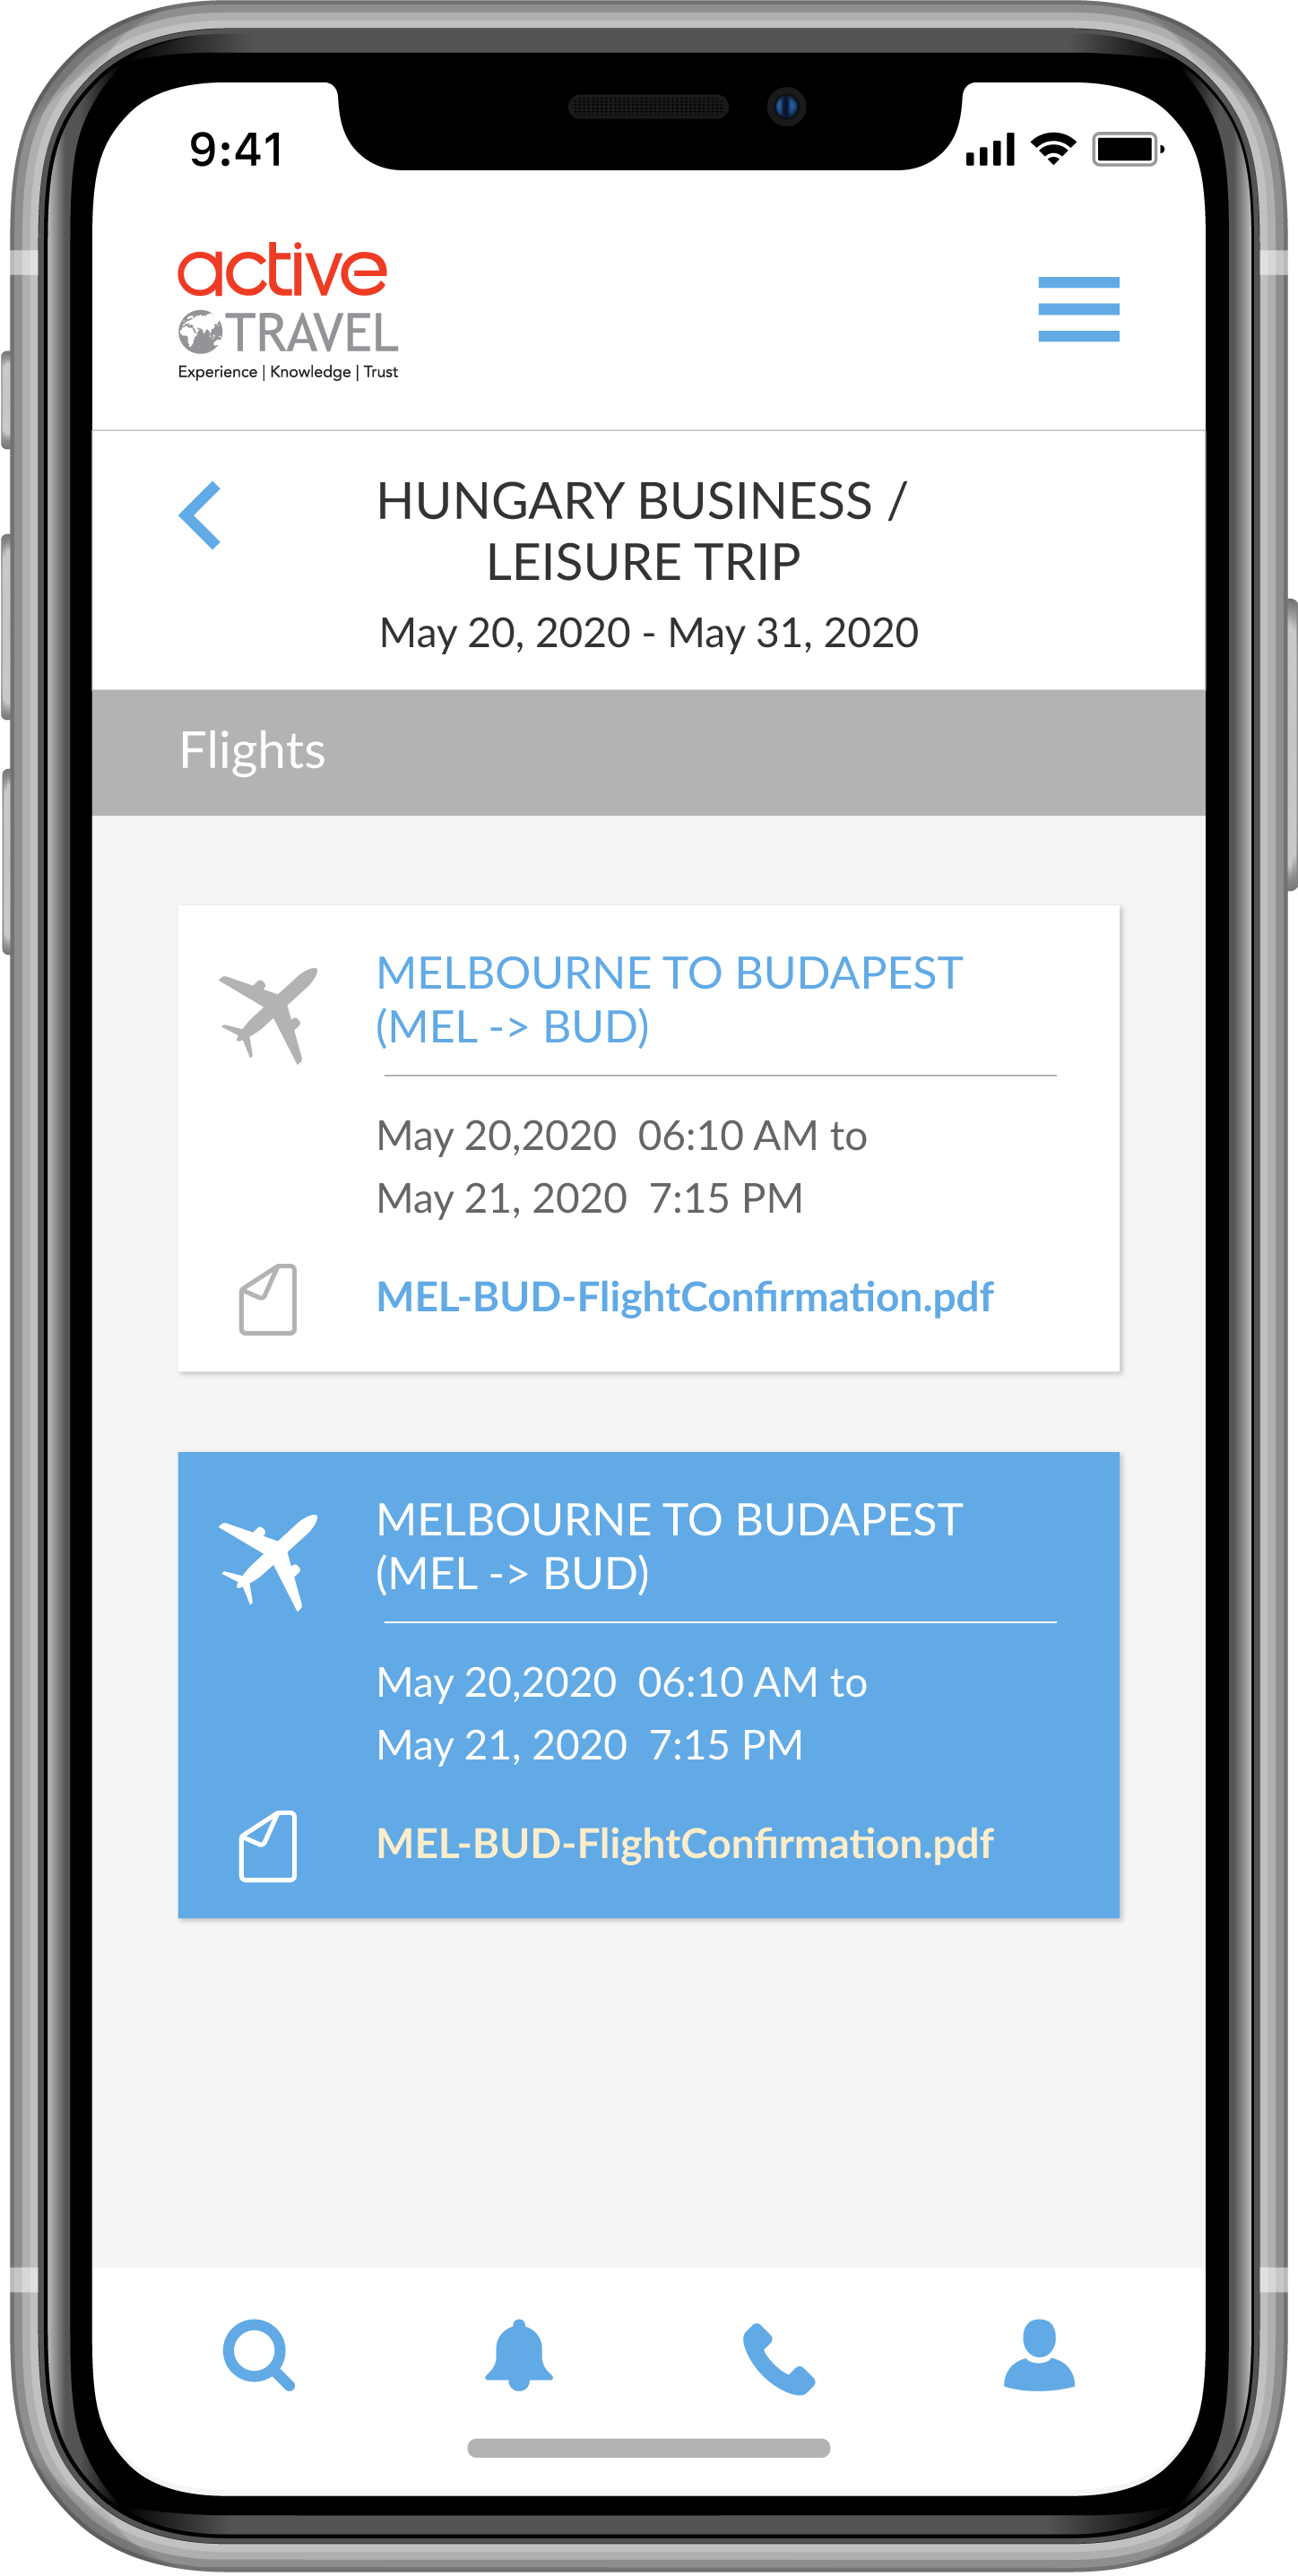 9:41
active
TRAVEL
Experience | Knowledge | Trust
HUNGARY BUSINESS /
LEISURE TRIP
May 20, 2020 - May 31, 2020
Flights
MELBOURNE TO BUDAPEST
(MEL -> BUD)
May 20,2020  06:10 AM to
May 21, 2020  7:15 PM
MEL-BUD-FlightConfirmation.pdf
MELBOURNE TO BUDAPEST
(MEL -> BUD)
May 20,2020  06:10 AM to
May 21, 2020  7:15 PM
MEL-BUD-FlightConfirmation.pdf